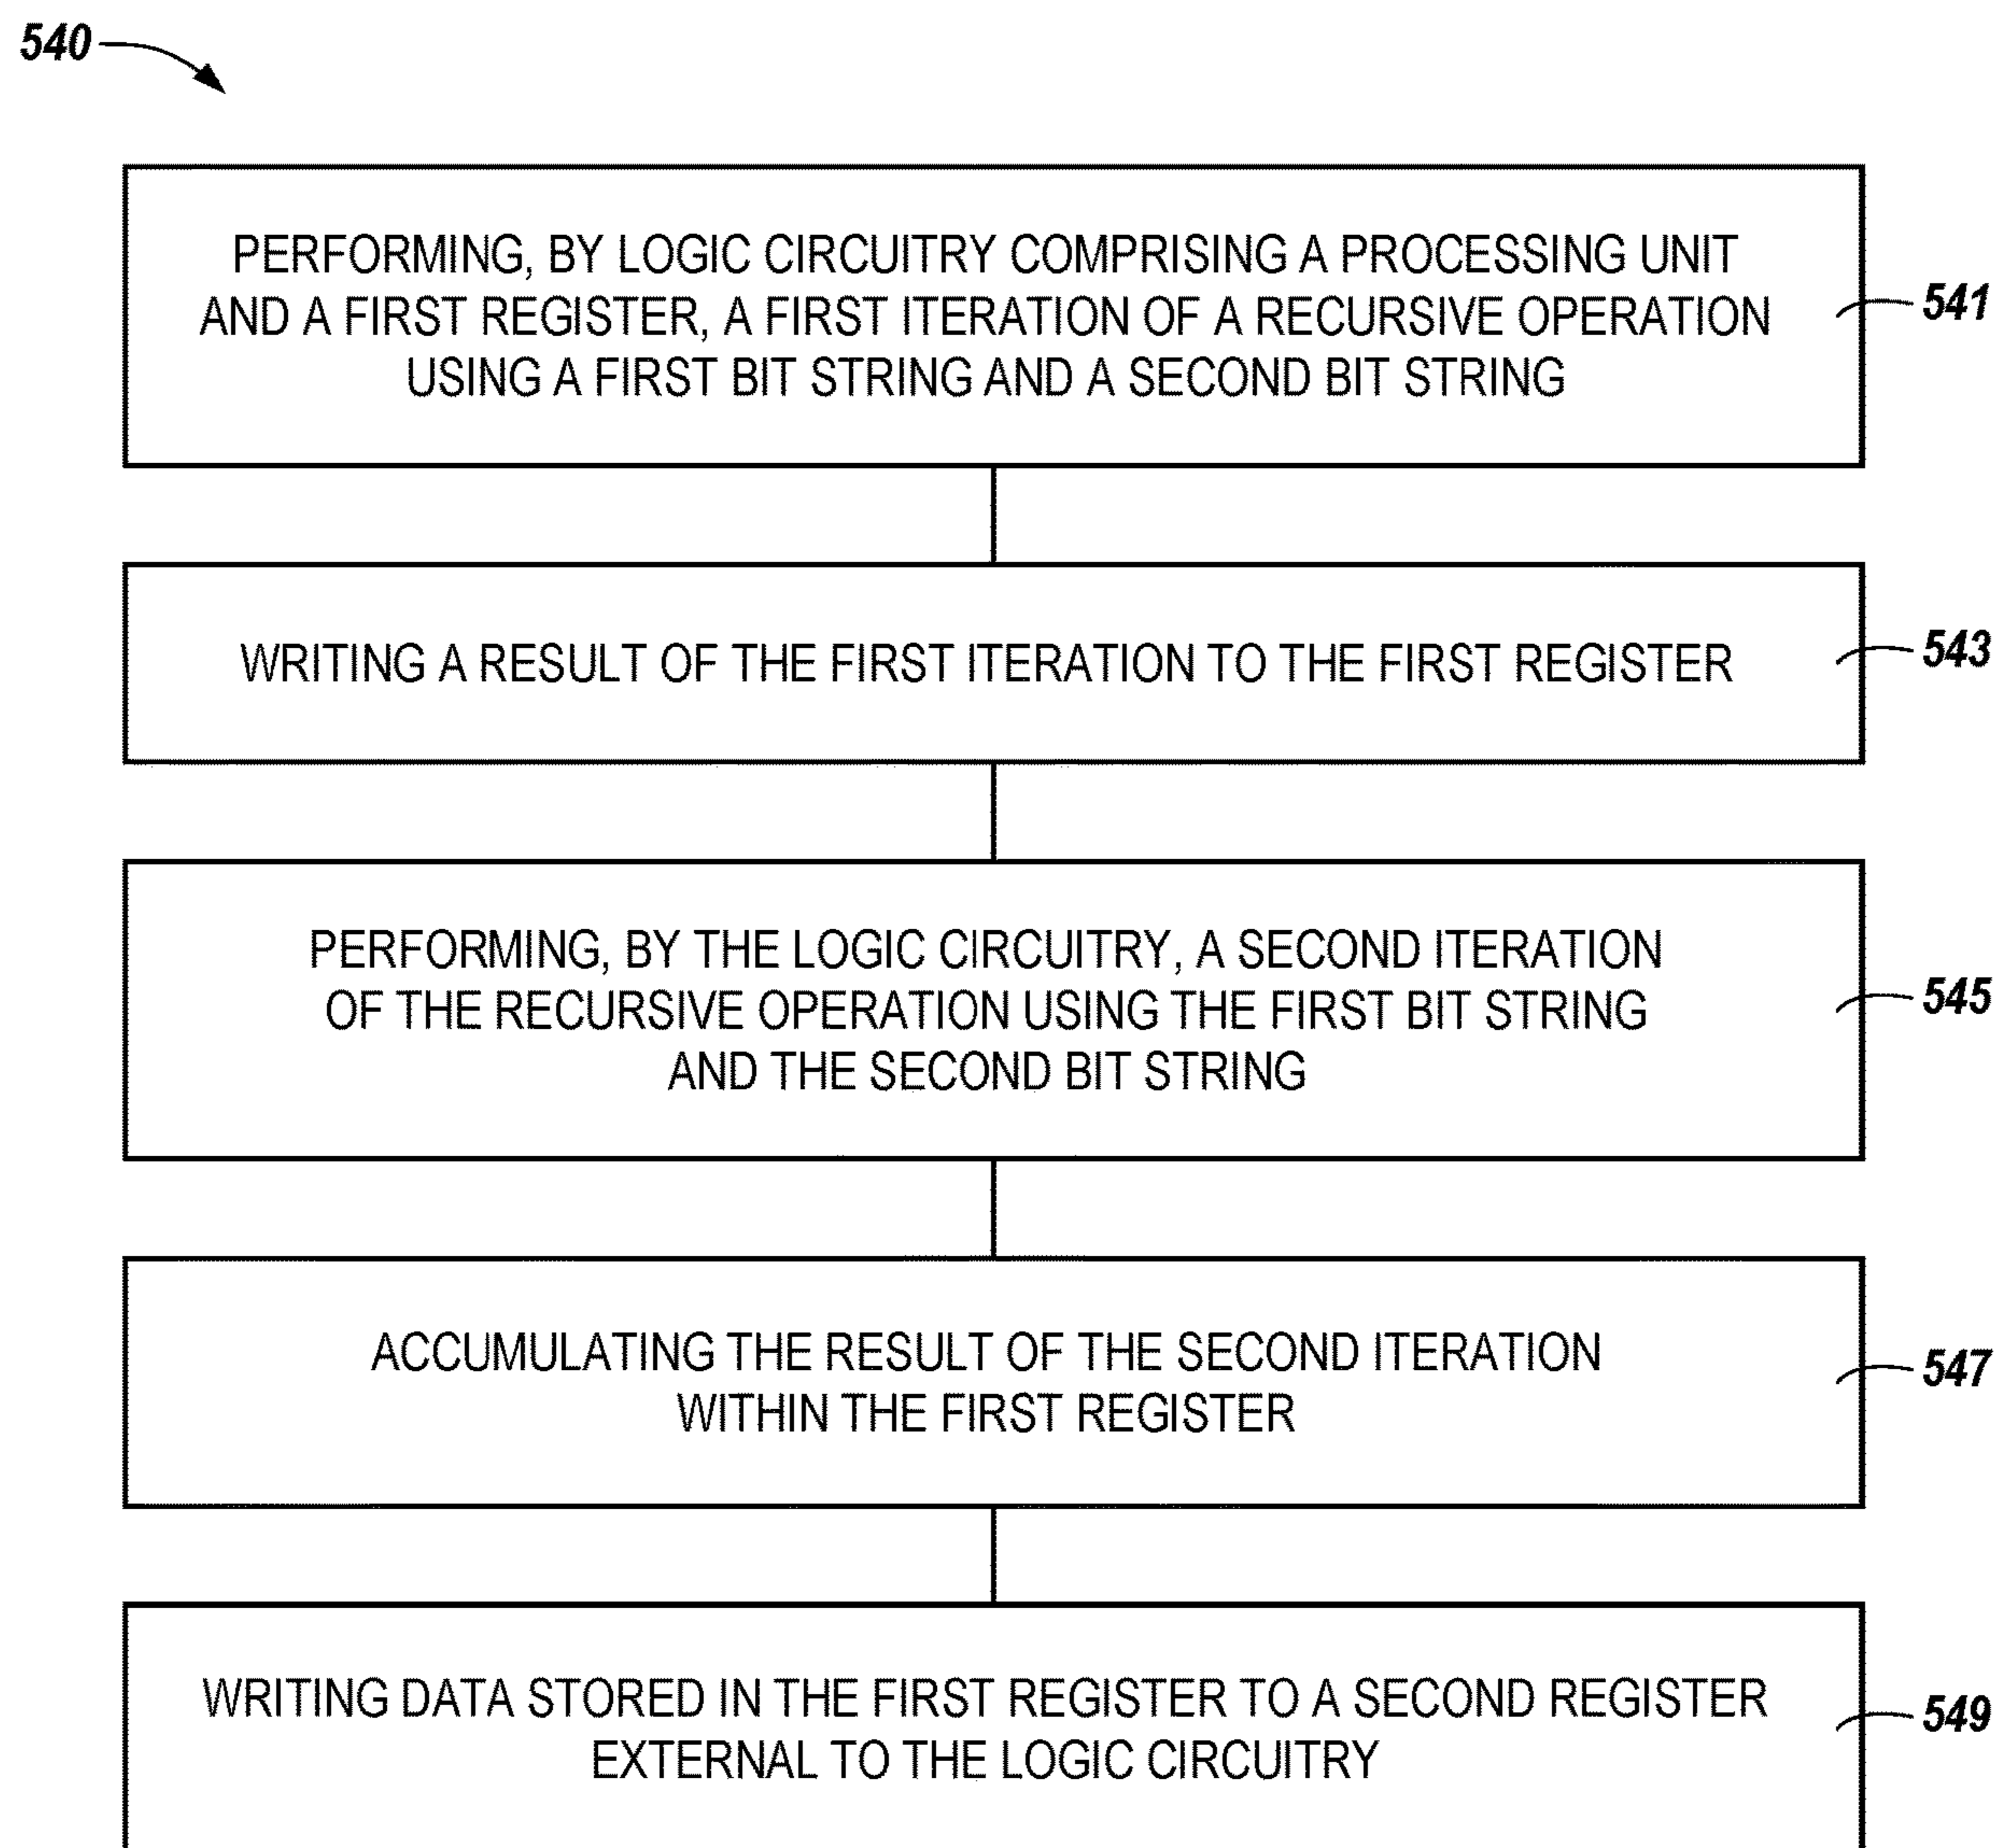 540
PERFORMING, BY LOGIC CIRCUITRY COMPRISING A PROCESSING UNIT
AND A FIRST REGISTER, A FIRST ITERATION OF A RECURSIVE OPERATION
USING A FIRST BIT STRING AND A SECOND BIT STRING
541
WRITING A RESULT OF THE FIRST ITERATION TO THE FIRST REGISTER
543
PERFORMING, BY THE LOGIC CIRCUITRY, A SECOND ITERATION
OF THE RECURSIVE OPERATION USING THE FIRST BIT STRING
AND THE SECOND BIT STRING
545
ACCUMULATING THE RESULT OF THE SECOND ITERATION
WITHIN THE FIRST REGISTER
547
WRITING DATA STORED IN THE FIRST REGISTER TO A SECOND REGISTER
EXTERNAL TO THE LOGIC CIRCUITRY
549